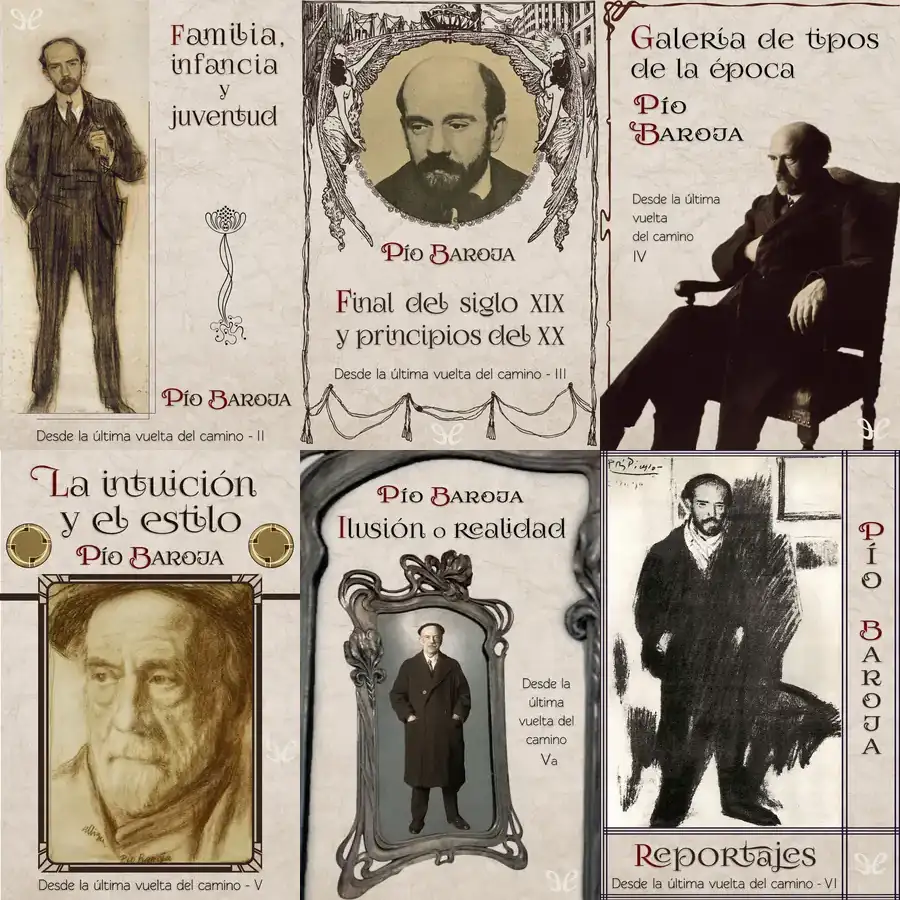 Familia,
infancia
y
juventud
Pío Baroja
Desde la última vuelta del camino - II
Pío Baroja
Final del siglo XIX
y principios del XX
Desde la última vuelta del camino - III
Galería de tipos
de la época
Pío
Baroja
Desde la última
vuelta
del camino
IV
La intuición
y el estilo
Pío Baroja
Pío Baroja
Desde la última vuelta del camino - V
Pío Baroja
Ilusión o realidad
Desde la
última
vuelta del
camino
Va
Pío Baroja
Reportajes
Desde la última vuelta del camino - VI